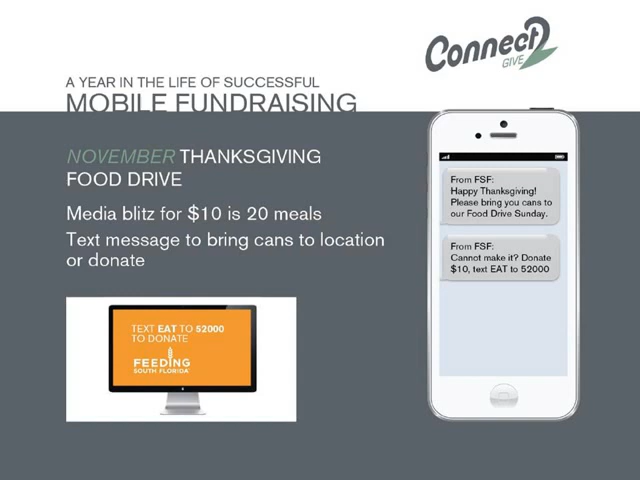 Connect2
GIVE
A YEAR IN THE LIFE OF SUCCESSFUL
MOBILE FUNDRAISING
NOVEMBER THANKSGIVING
FOOD DRIVE
Media blitz for $10 is 20 meals
Text message to bring cans to location
or donate
TEXT EAT TO 52000
TO DONATE
FEEDING
SOUTH FLORIDA
From FSF:
Happy Thanksgiving!
Please bring you cans to
our Food Drive Sunday.
From FSF:
Cannot make it? Donate
$10, text EAT to 52000